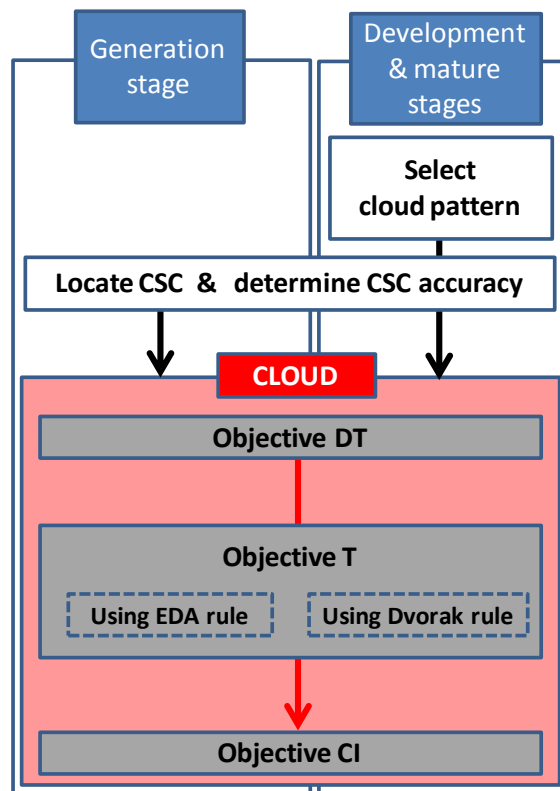 Generation
stage
Development
& mature
stages
Select
cloud pattern
Locate CSC & determine CSC accuracy
CLOUD
Objective DT
Objective T
Using EDA rule
Using Dvorak rule
Objective CI